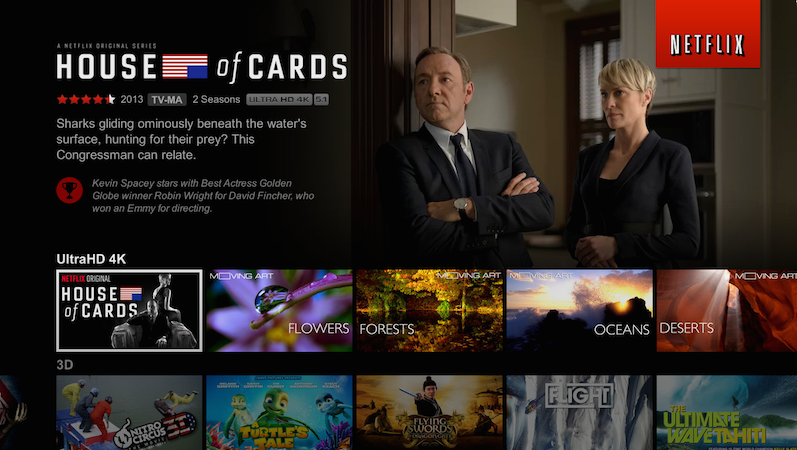 A NETFLIX ORIGINAL SERIES
HOUSE of CARDS
NETFLIX
2013 TV-MA 2 Seasons ULTRA HD 4K 5.1
Sharks gliding ominously beneath the water's
surface, hunting for their prey? This
Congressman can relate.
Kevin Spacey stars with Best Actress Golden
Globe winner Robin Wright for David Fincher, who
won an Emmy for directing.
UltraHD 4K
NETFLIX ORIGINAL
HOUSE
of CARDS
MOVING ART
FLOWERS
MOVING ART
FORESTS
MOVING ART
OCEANS
MOVING ART
DESERTS
3D
NITRO
CIRCUS
THE MOVIE
A TURTLE'S
TALE
FLYING
SWORDS
FLIGHT
THE
ULTIMATE
WAVE TAHITI